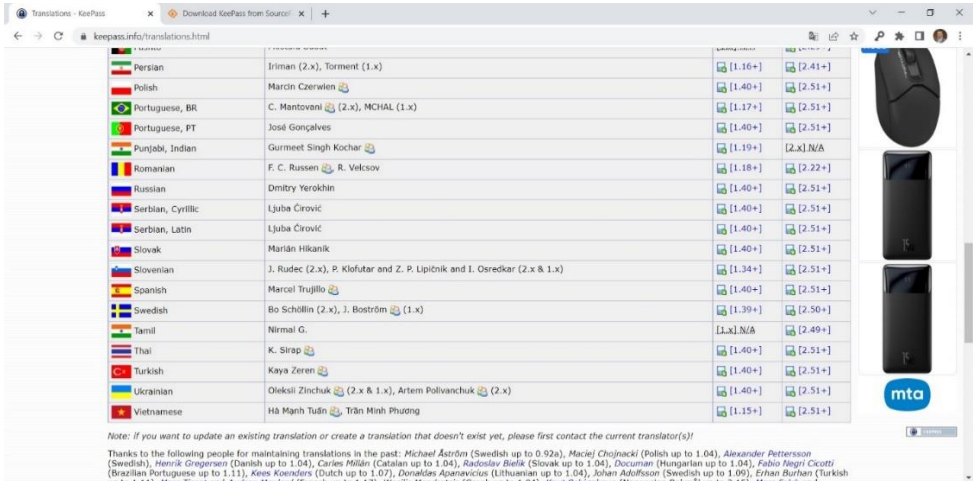 Translations - KeePass
Download KeePass from Source
keepass.info/translations.html
Persian Iriman (2.x), Torment (1.x) [1.16+] [2.41+]
Polish Marcin Czerwien [1.40+] [2.51+]
Portuguese, BR C. Mantovani (2.x), MCHAL (1.x) [1.17+] [2.51+]
Portuguese, PT José Gonçalves [1.40+] [2.51+]
Punjabi, Indian Gurmeet Singh Kochar [1.19+] [2.x] N/A
Romanian F. C. Russen, R. Velcsov [1.18+] [2.22+]
Russian Dmitry Yerokhin [1.40+] [2.51+]
Serbian, Cyrillic Ljuba Ćirović [1.40+] [2.51+]
Serbian, Latin Ljuba Ćirović [1.40+] [2.51+]
Slovak Marián Hikaník [1.40+] [2.51+]
Slovenian J. Rudec (2.x), P. Klofutar and Z. P. Lipičnik and I. Osredkar (2.x & 1.x) [1.34+] [2.51+]
Spanish Marcel Trujillo [1.40+] [2.51+]
Swedish Bo Schöllin (2.x), J. Boström (1.x) [1.39+] [2.50+]
Tamil Nirmal G. [1.x] N/A [2.49+]
Thai K. Sirap [1.40+] [2.51+]
Turkish Kaya Zeren [1.40+] [2.51+]
Ukrainian Oleksii Zinchuk (2.x & 1.x), Artem Polivanchuk (2.x) [1.40+] [2.51+]
Vietnamese Hà Mạnh Tuấn, Trần Minh Phương [1.15+] [2.51+]
mta
Note: if you want to update an existing translation or create a translation that doesn't exist yet, please first contact the current translator(s)!
Thanks to the following people for maintaining translations in the past: Michael Åström (Swedish up to 0.92a), Maciej Chojnacki (Polish up to 1.04), Alexander Pettersson
(Swedish), Henrik Gregersen (Danish up to 1.04), Carles Millán (Catalan up to 1.04), Radoslav Bielik (Slovak up to 1.04), Documan (Hungarian up to 1.04), Fabio Negri Cicotti
(Brazilian Portuguese up to 1.11), Kees Koenders (Dutch up to 1.07), Donaldas Apanavicius (Lithuanian up to 1.04), Johan Adolfsson (Swedish up to 1.09), Erhan Burhan (Turkish